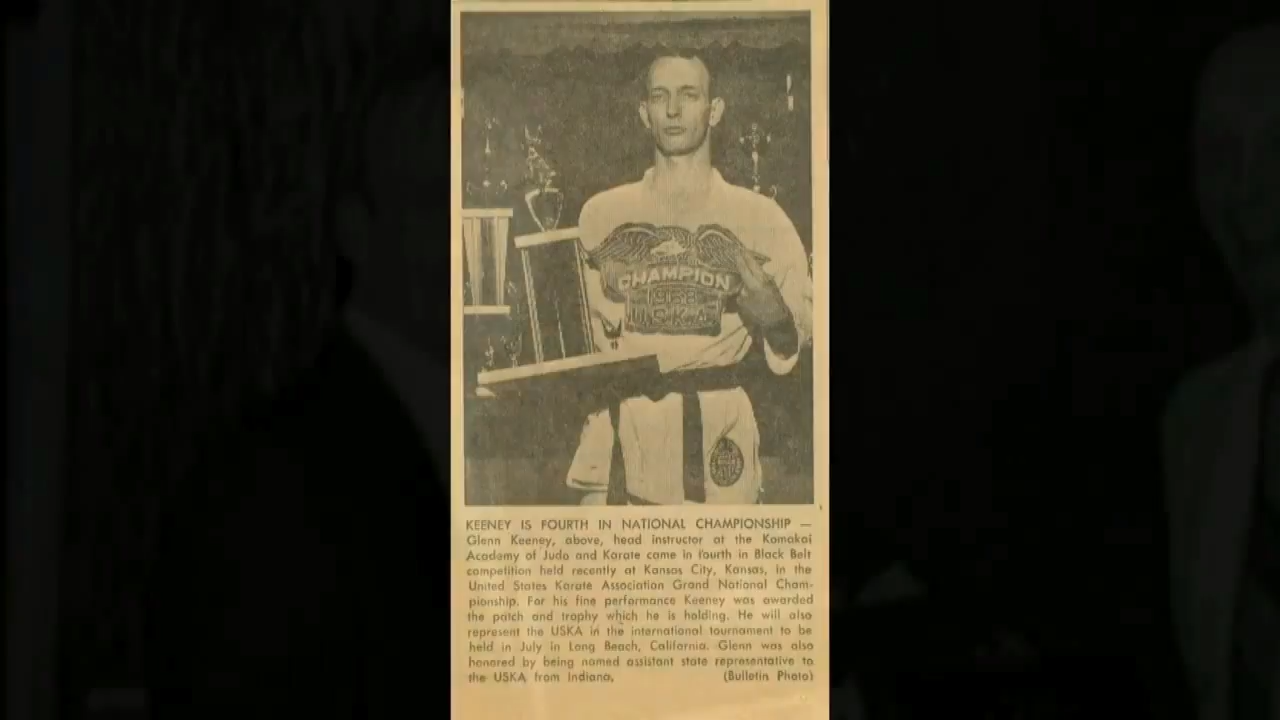 CHAMPION
1968
U.S.K.A.
KEENEY IS FOURTH IN NATIONAL CHAMPIONSHIP —
Glenn Keeney, above, head instructor at the Komakai
Academy of Judo and Karate came in fourth in Black Belt
competition held recently at Kansas City, Kansas, in the
United States Karate Association Grand National Cham-
pionship. For his fine performance Keeney was awarded
the patch and trophy which he is holding. He will also
represent the USKA in the international tournament to be
held in July in Long Beach, California. Glenn was also
honored by being named assistant state representative to
the USKA from Indiana. (Bulletin Photo)